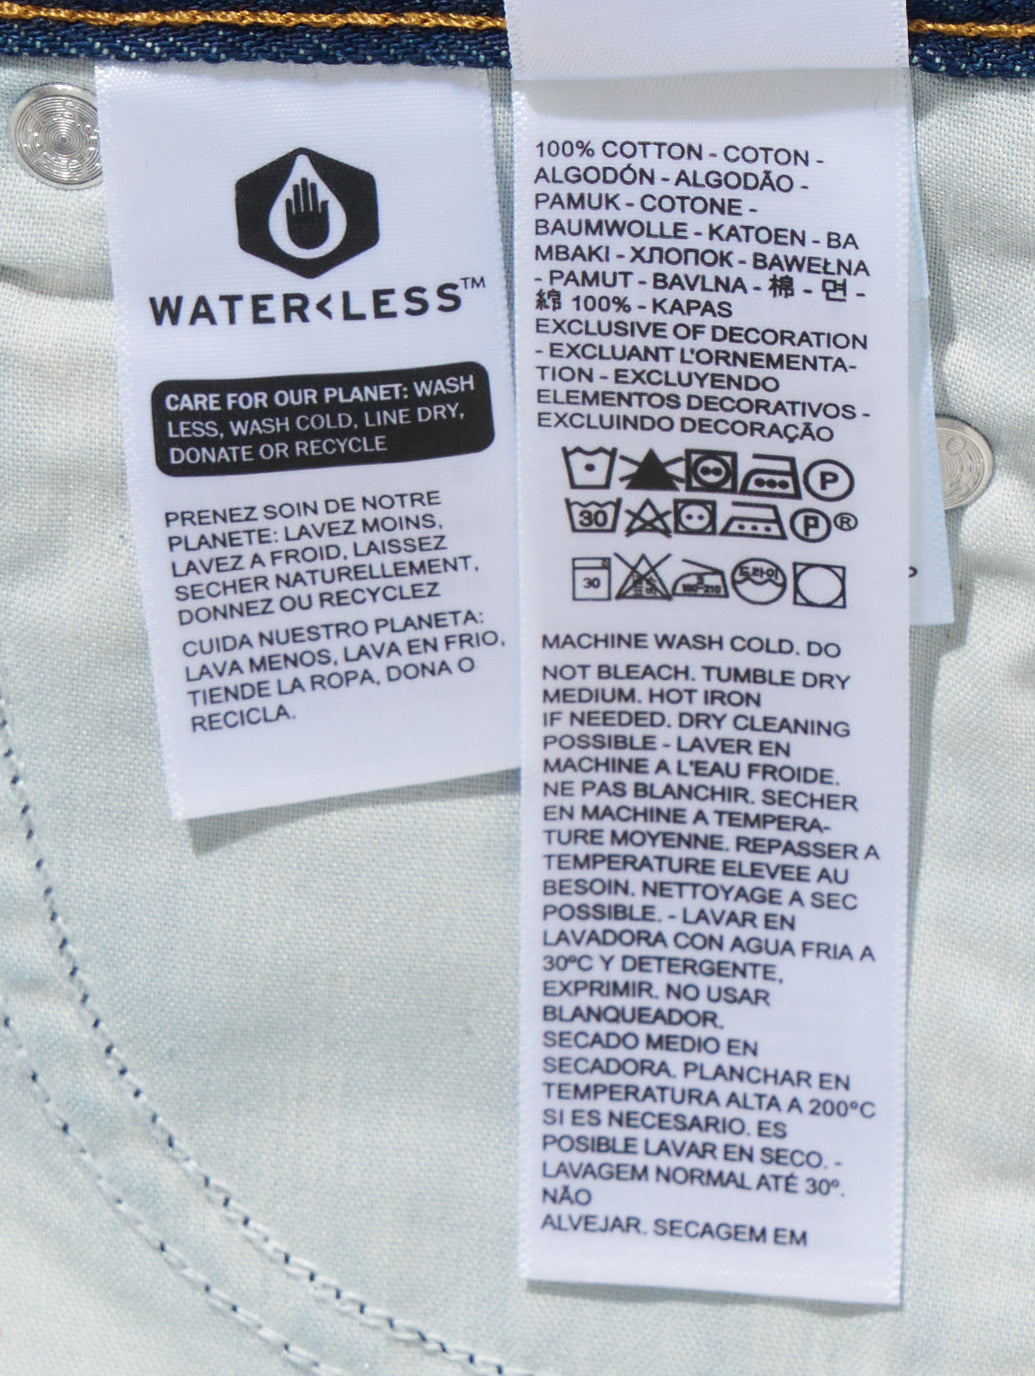 WATER<LESS™
CARE FOR OUR PLANET: WASH
LESS, WASH COLD, LINE DRY,
DONATE OR RECYCLE
PRENEZ SOIN DE NOTRE
PLANETE: LAVEZ MOINS,
LAVEZ A FROID, LAISSEZ
SECHER NATURELLEMENT,
DONNEZ OU RECYCLEZ
CUIDA NUESTRO PLANETA:
LAVA MENOS, LAVA EN FRIO,
TIENDE LA ROPA, DONA O
RECICLA.
100% COTTON - COTON -
ALGODÓN - ALGODÃO -
PAMUK - COTONE -
BAUMWOLLE - KATOEN - BA
MBAKI - ХЛОПОК - BAWEŁNA
- PAMUT - BAVLNA - 棉 - 면 -
綿 100% - KAPAS
EXCLUSIVE OF DECORATION
- EXCLUANT L'ORNEMENTA-
TION - EXCLUYENDO
ELEMENTOS DECORATIVOS -
EXCLUINDO DECORAÇÃO
P
30 P ®
30 3 180~210 드라이
MACHINE WASH COLD. DO
NOT BLEACH. TUMBLE DRY
MEDIUM. HOT IRON
IF NEEDED. DRY CLEANING
POSSIBLE - LAVER EN
MACHINE A L'EAU FROIDE.
NE PAS BLANCHIR. SECHER
EN MACHINE A TEMPERA-
TURE MOYENNE. REPASSER A
TEMPERATURE ELEVEE AU
BESOIN. NETTOYAGE A SEC
POSSIBLE. - LAVAR EN
LAVADORA CON AGUA FRIA A
30ºC Y DETERGENTE,
EXPRIMIR. NO USAR
BLANQUEADOR.
SECADO MEDIO EN
SECADORA. PLANCHAR EN
TEMPERATURA ALTA A 200ºC
SI ES NECESARIO. ES
POSIBLE LAVAR EN SECO. -
LAVAGEM NORMAL ATÉ 30º.
NÃO
ALVEJAR. SECAGEM EM